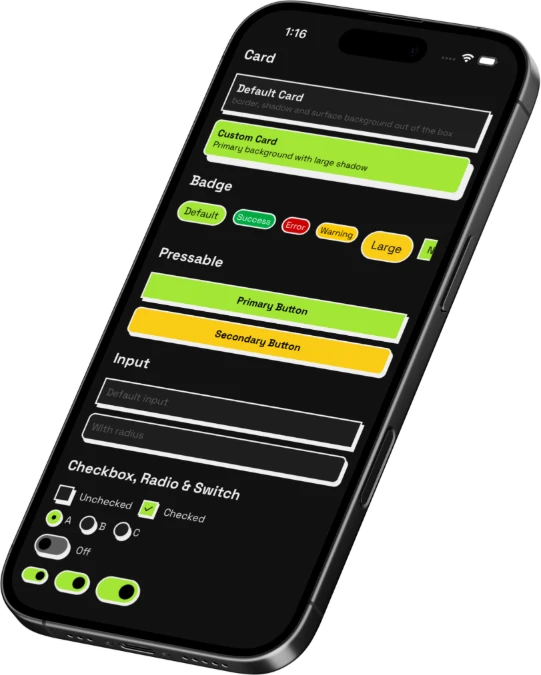 1:16
Card
Default Card
border, shadow and surface background out of the box
Custom Card
Primary background with large shadow
Badge
Default Success Error Warning Large
Pressable
Primary Button
Secondary Button
Input
Default input
With radius
Checkbox, Radio & Switch
Unchecked Checked
A B C
Off